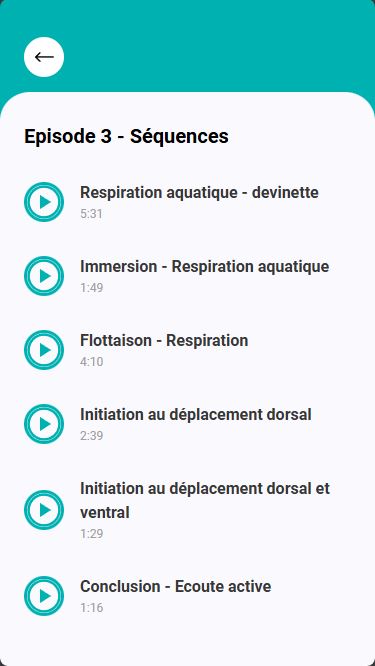 Episode 3 - Séquences
Respiration aquatique - devinette
5:31
Immersion - Respiration aquatique
1:49
Flottaison - Respiration
4:10
Initiation au déplacement dorsal
2:39
Initiation au déplacement dorsal et
ventral
1:29
Conclusion - Ecoute active
1:16